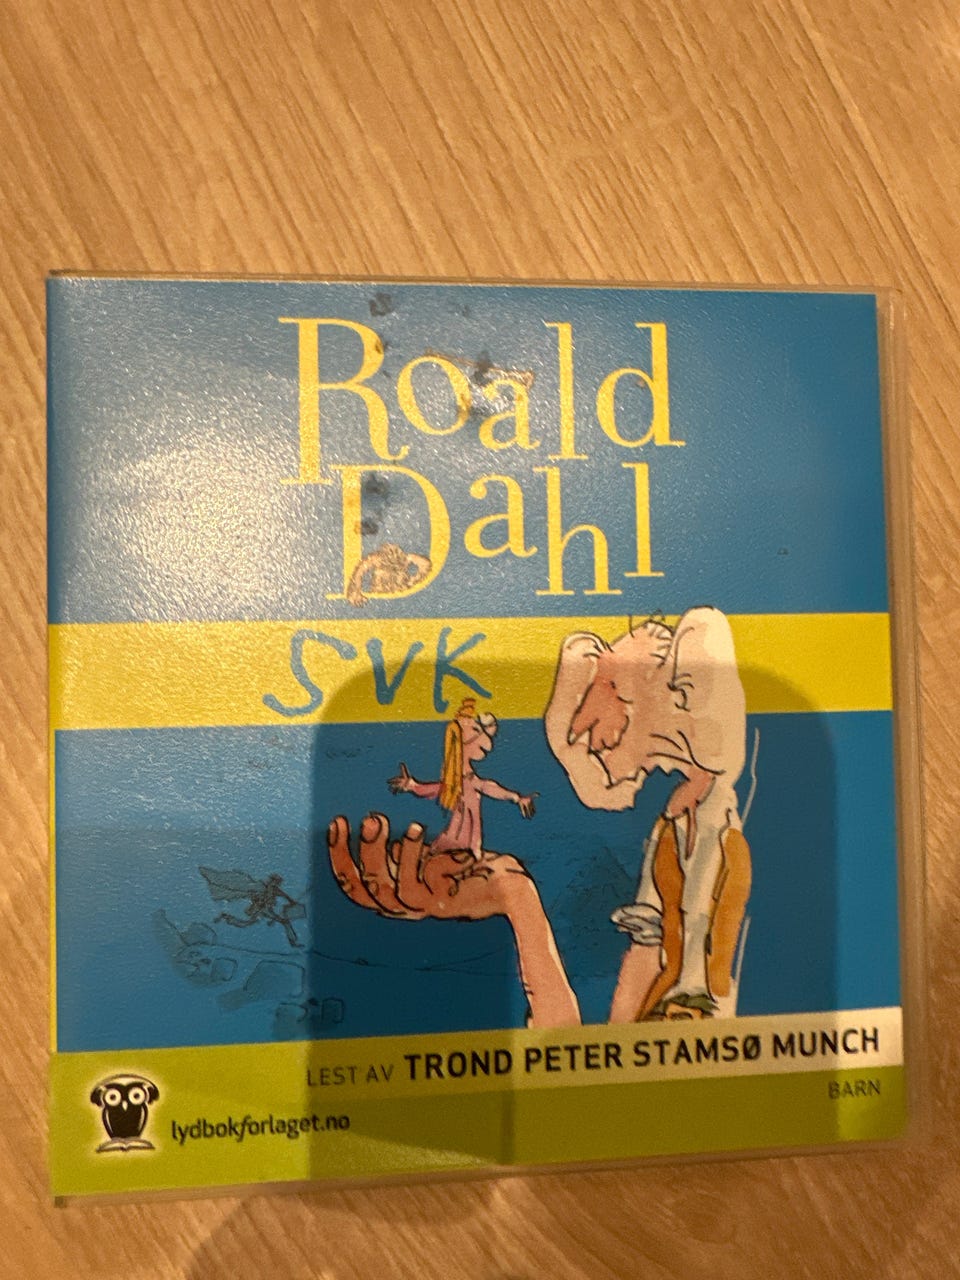 Roald
Dahl
SVK
LEST AV TROND PETER STAMSØ MUNCH
BARN
lydbokforlaget.no